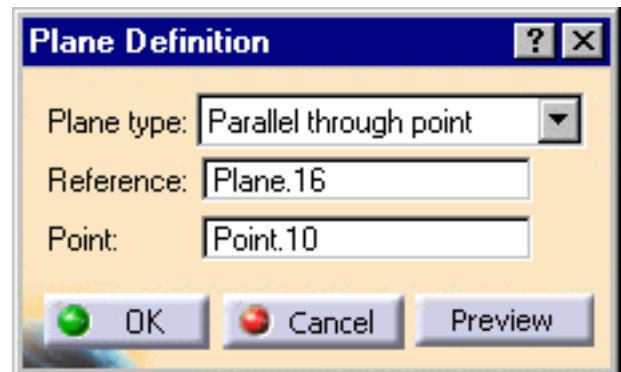 Plane Definition ? ×
Plane type: Parallel through point
Reference: Plane.16
Point: Point.10
OK Cancel Preview